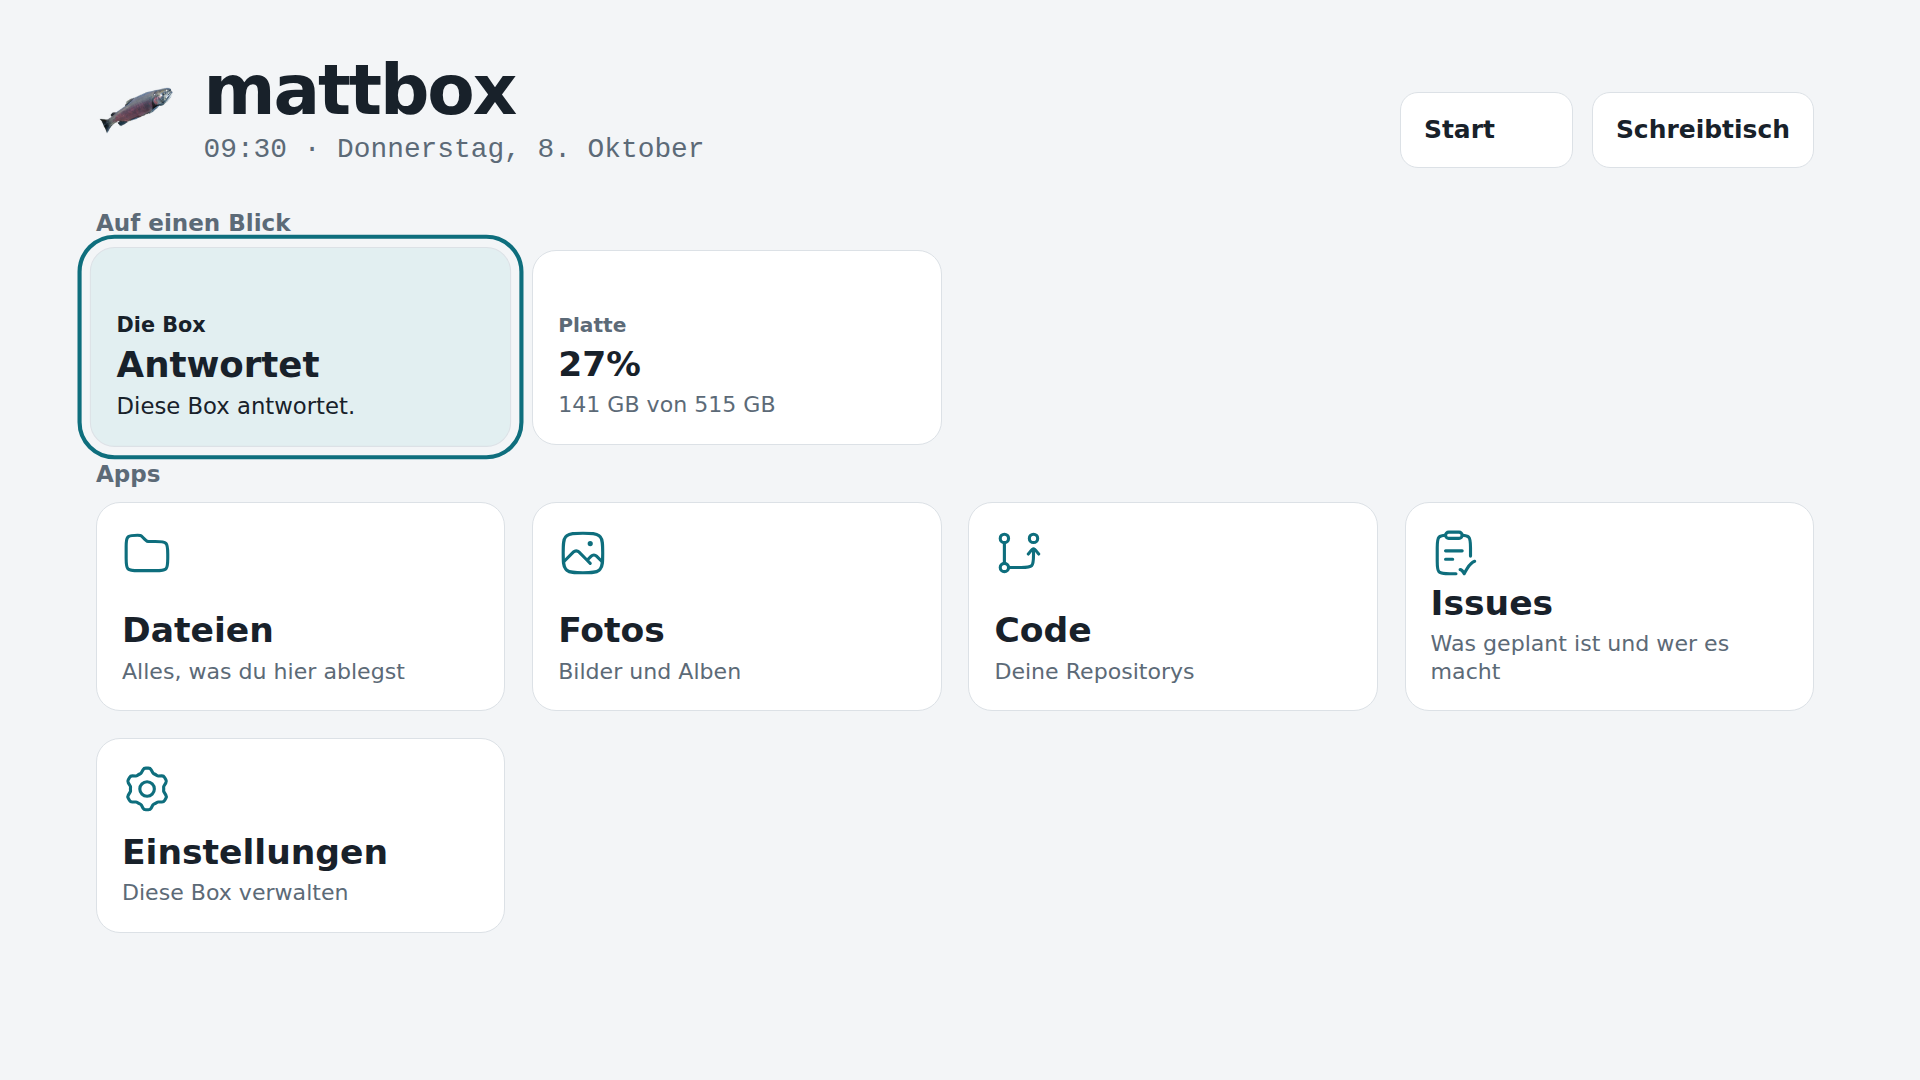 mattbox
09:30 · Donnerstag, 8. Oktober
Start
Schreibtisch
Auf einen Blick
Die Box
Antwortet
Diese Box antwortet.
Platte
27%
141 GB von 515 GB
Apps
Dateien
Alles, was du hier ablegst
Fotos
Bilder und Alben
Code
Deine Repositorys
Issues
Was geplant ist und wer es
macht
Einstellungen
Diese Box verwalten